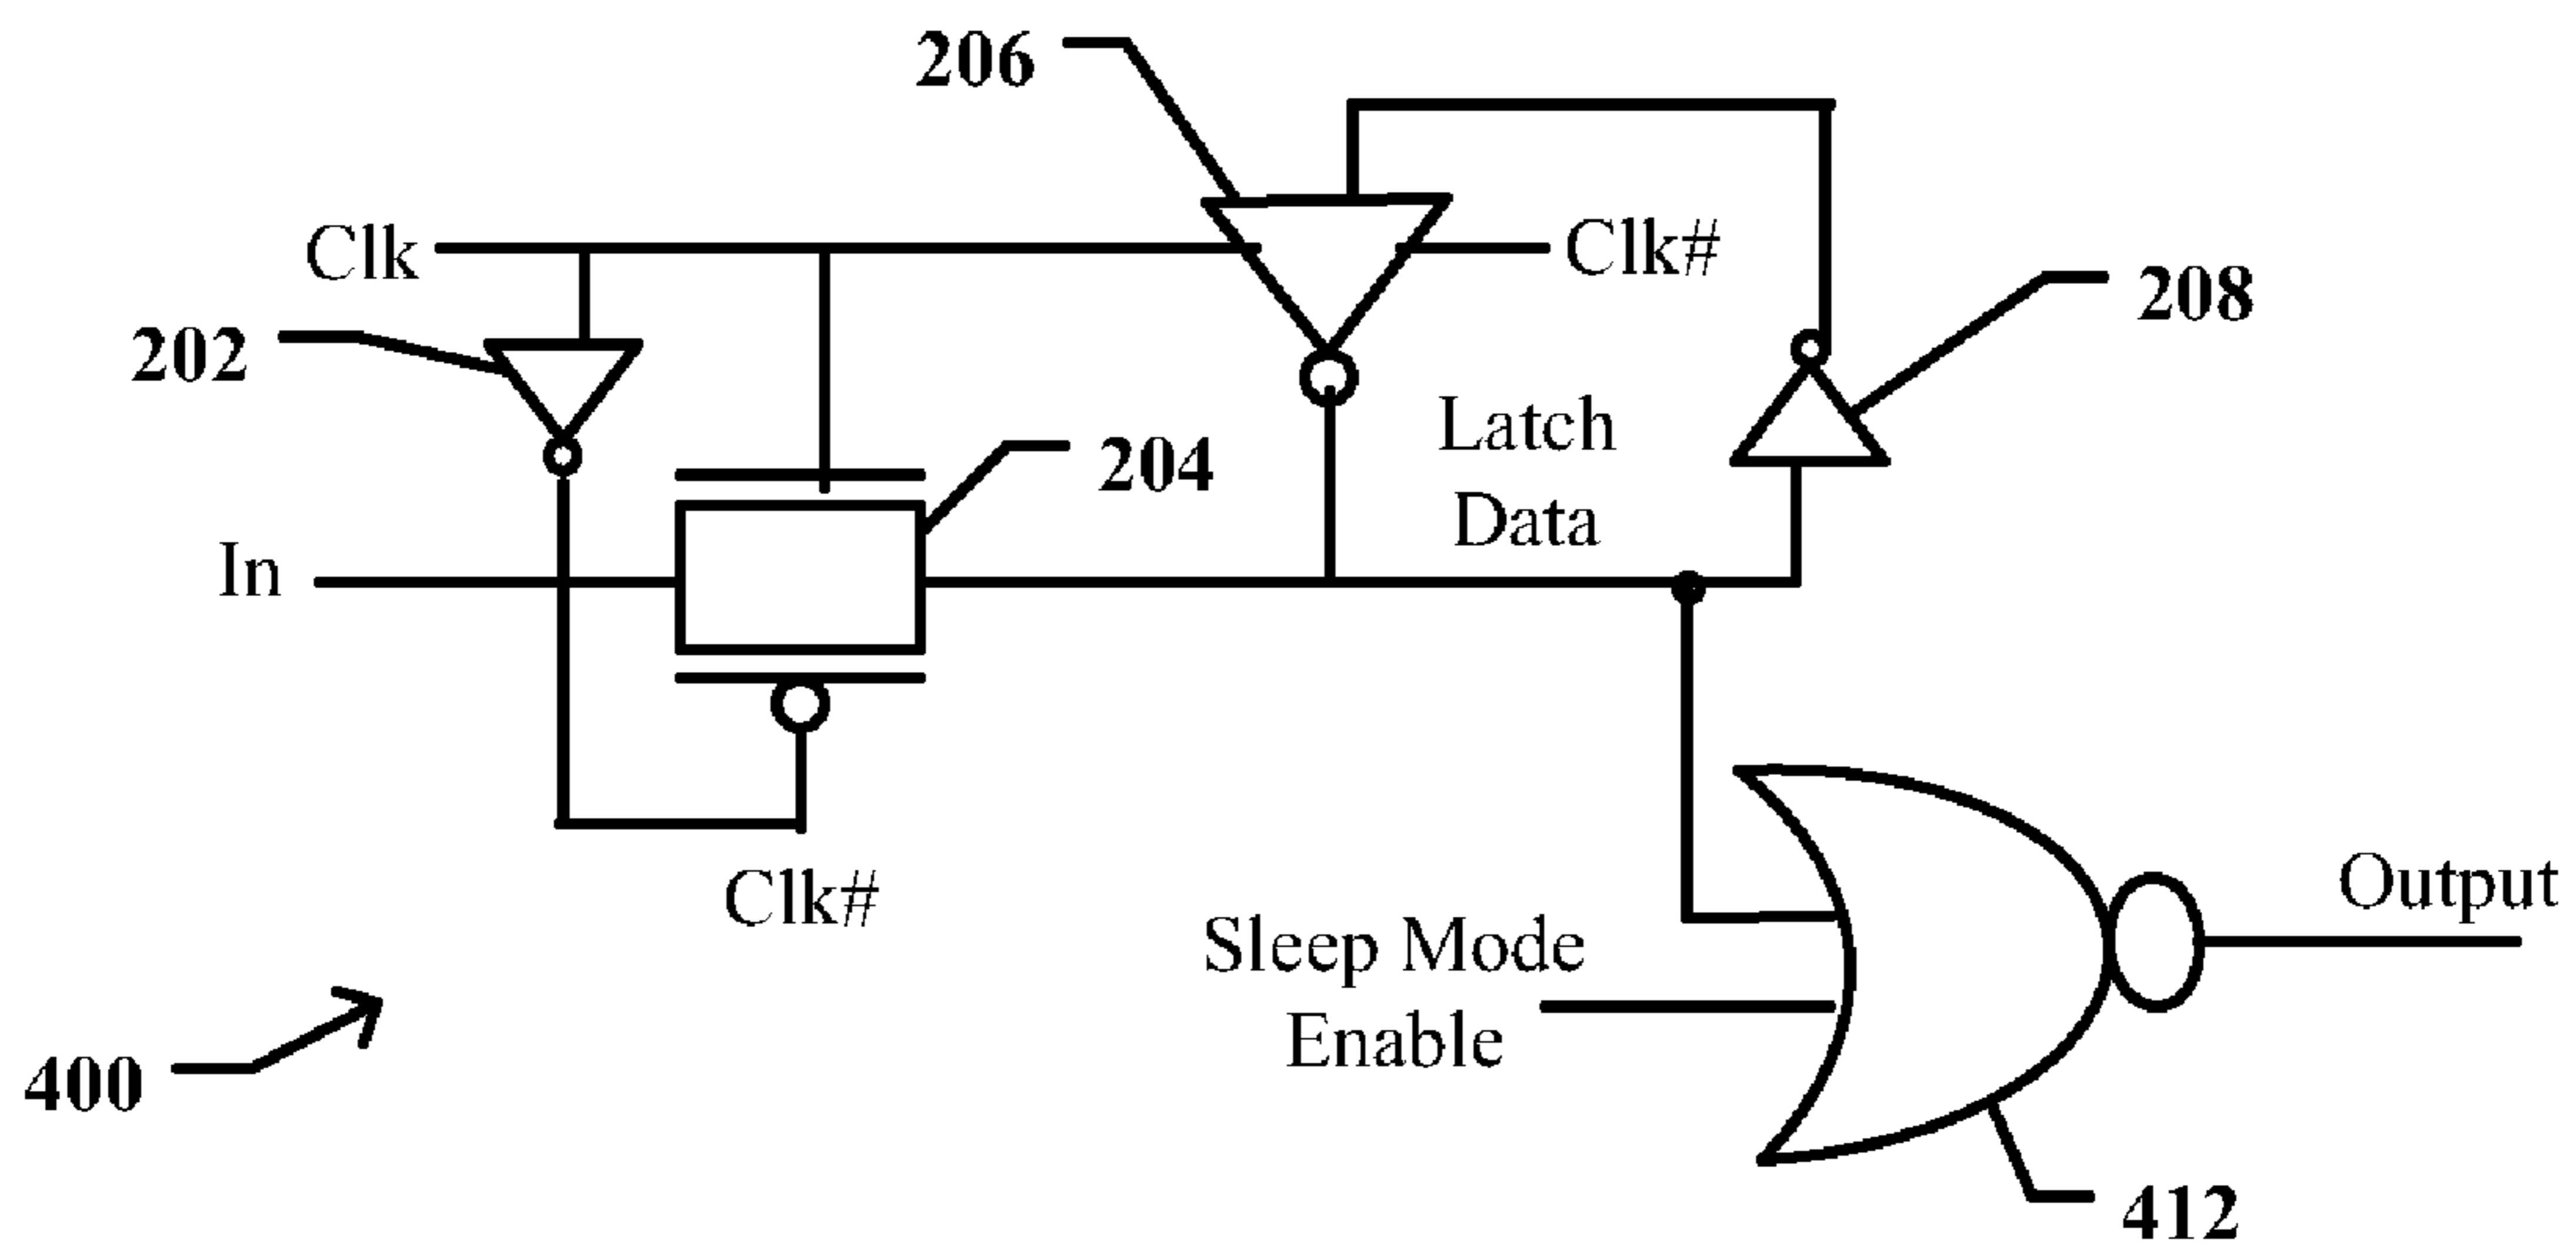 206
Clk
Clk#
202
208
Latch
Data
204
In
Clk#
Output
Sleep Mode
Enable
400
412